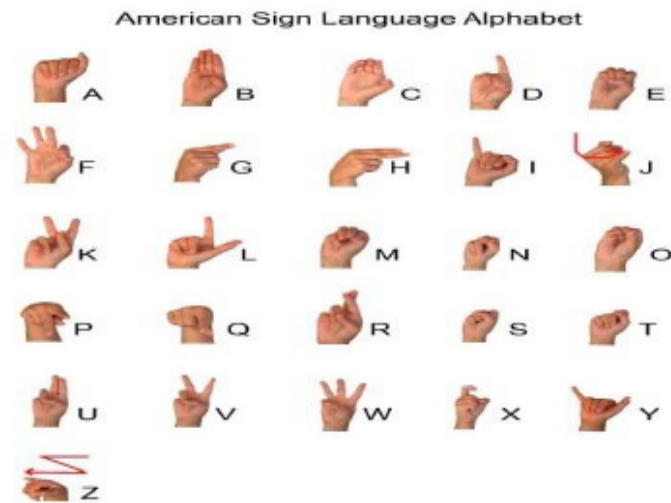 American Sign Language Alphabet
A B C D E
F G H I J
K L M N O
P Q R S T
U V W X Y
Z